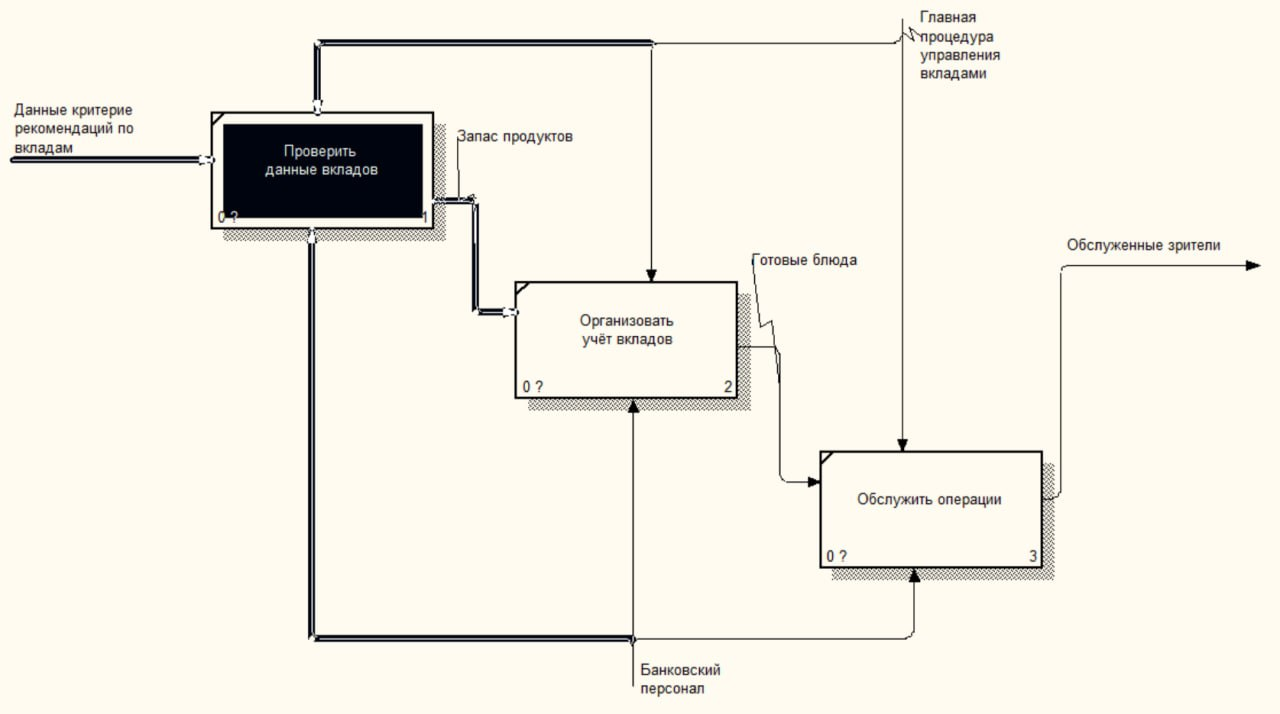 Главная
процедура
управления
вкладами
Данные критерие
рекомендаций по
вкладам
Проверить
данные вкладов
0 ?
1
Запас продуктов
Обслуженные зрители
Готовые блюда
Организовать
учёт вкладов
0 ?
2
Обслужить операции
0 ?
3
Банковский
персонал